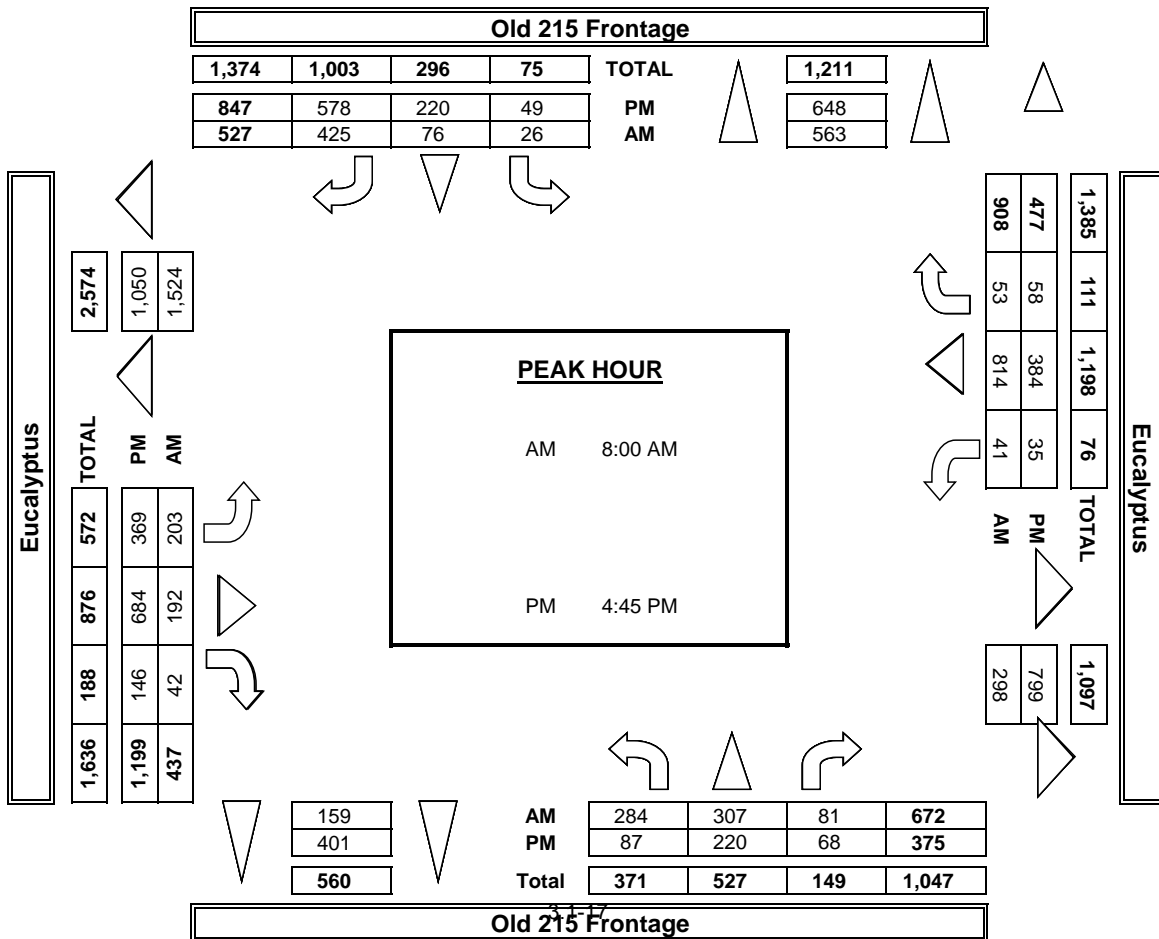 Old 215 Frontage
1,374 1,003 296 75 TOTAL 1,211
847 578 220 49 PM 648
527 425 76 26 AM 563
Eucalyptus
2,574
1,050
1,524
TOTAL 572 876 188 1,636
PM 369 684 146 1,199
AM 203 192 42 437
PEAK HOUR
AM 8:00 AM
PM 4:45 PM
1,385 111 1,198 76 TOTAL 1,097
477 58 384 35 PM 799
908 53 814 41 AM 298
Eucalyptus
159 AM 284 307 81 672
401 PM 87 220 68 375
560 Total 371 527 149 1,047
3.1-17
Old 215 Frontage